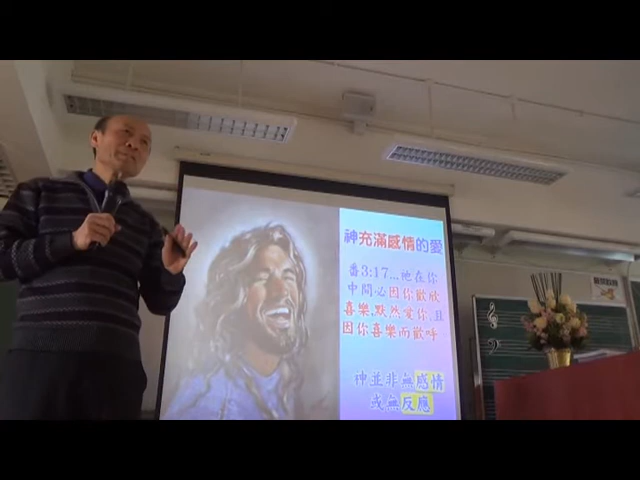 神充滿感情的愛
番3:17...祂在你
中間必因你歡欣
喜樂,默然愛你,且
因你喜樂而歡呼
神並非無感情
或無反應